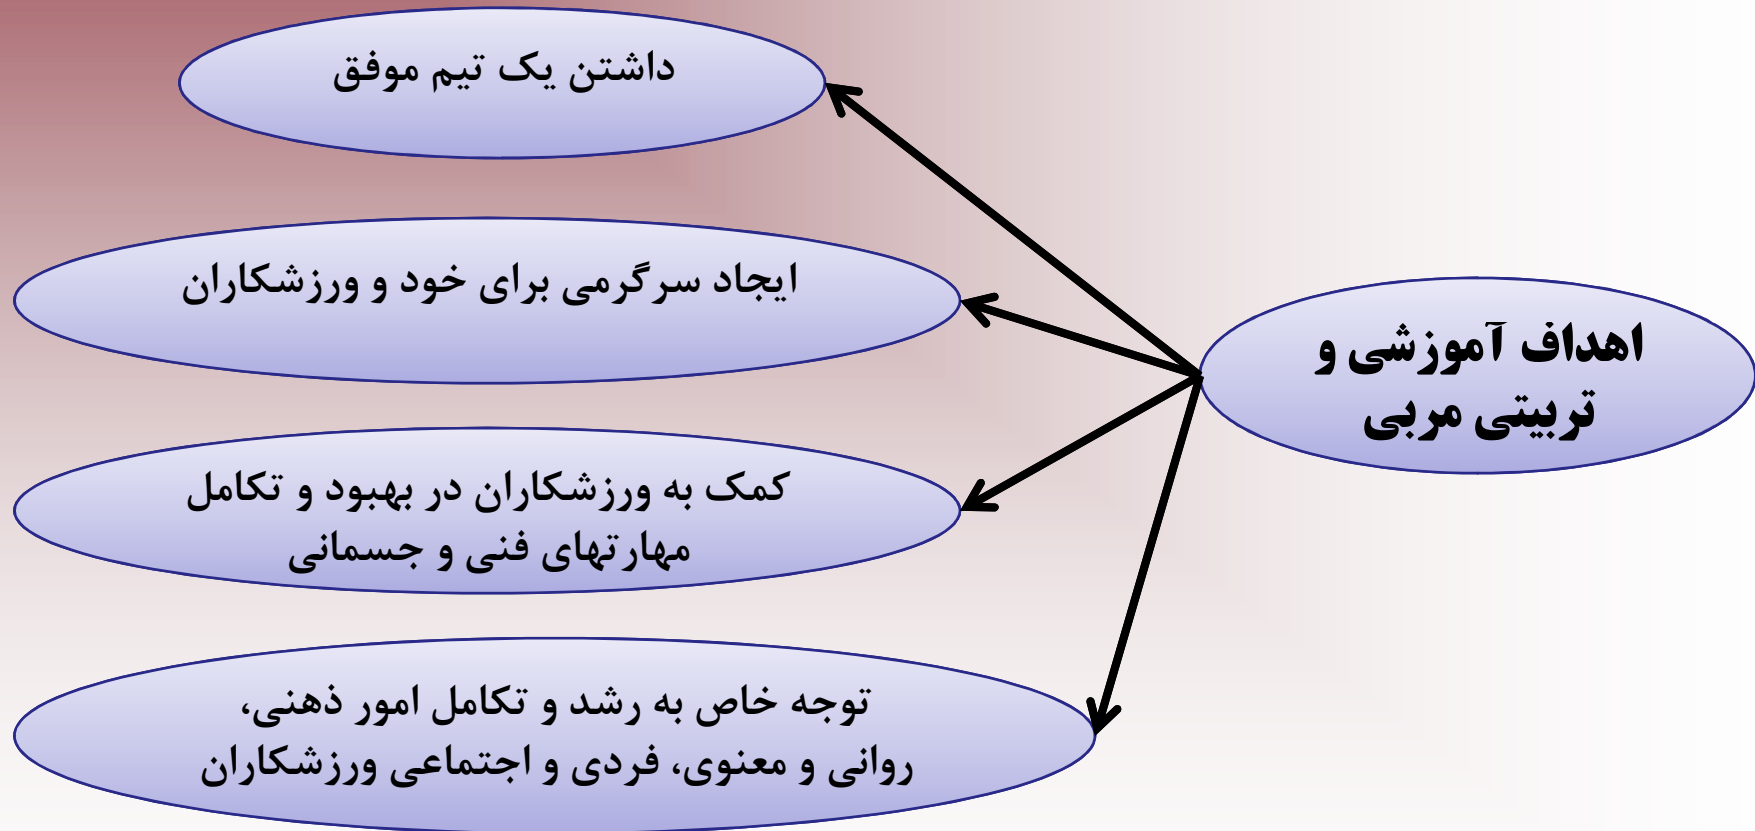 اهداف آموزشی و
تربیتی مربی
داشتن یک تیم موفق
ایجاد سرگرمی برای خود و ورزشکاران
کمک به ورزشکاران در بهبود و تکامل
مهارتهای فنی و جسمانی
توجه خاص به رشد و تکامل امور ذهنی،
روانی و معنوی، فردی و اجتماعی ورزشکاران